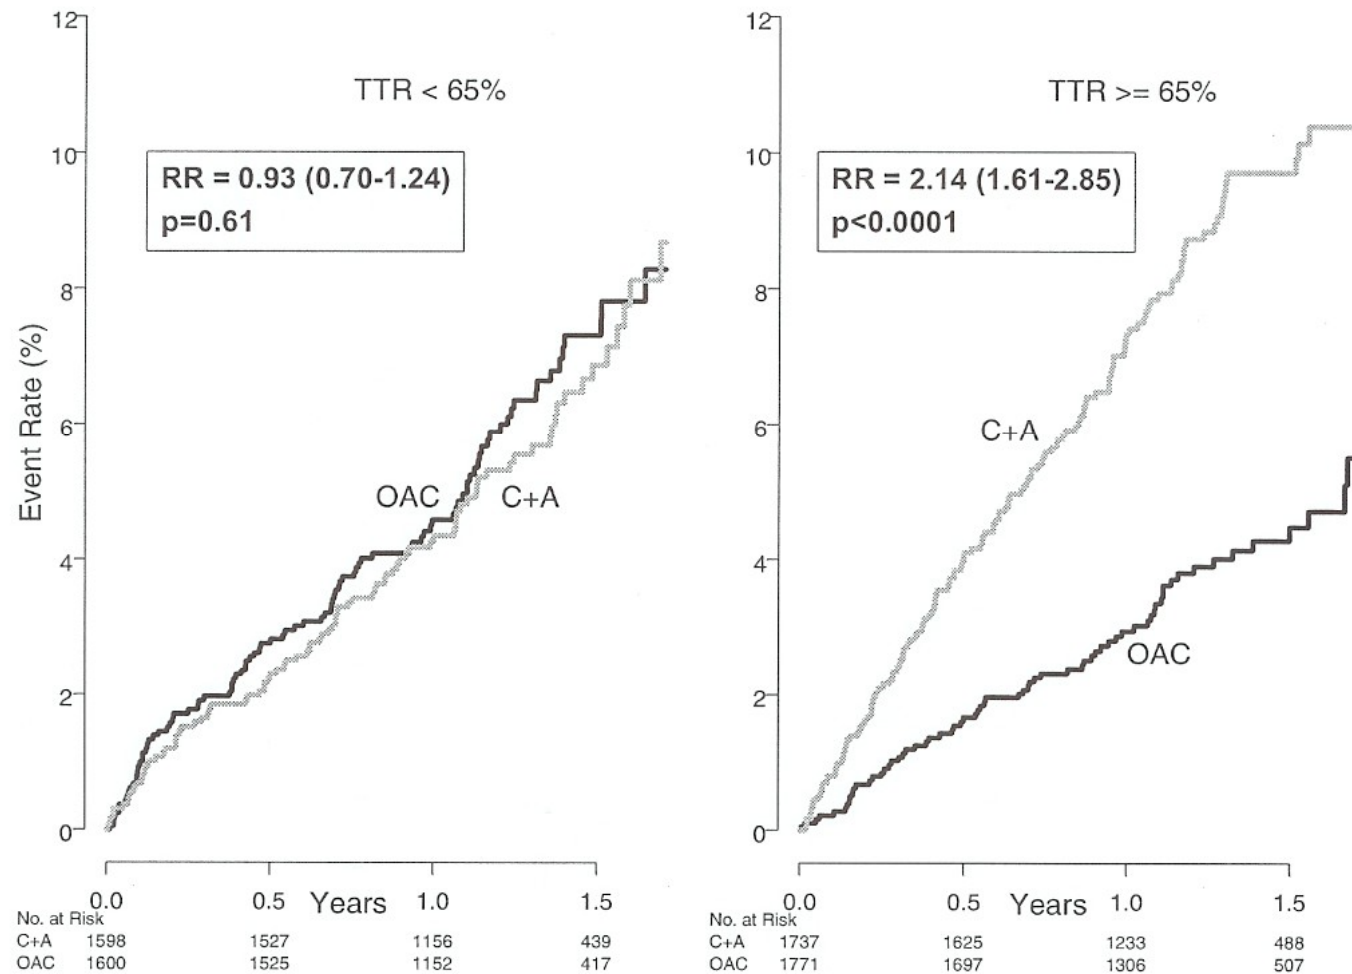 12
10
8
6
4
2
0
Event Rate (%)
TTR < 65%
RR = 0.93 (0.70-1.24)
p=0.61
OAC
C+A
0.0 0.5 Years 1.0 1.5
No. at Risk
C+A 1598 1527 1156 439
OAC 1600 1525 1152 417
12
10
8
6
4
2
0
TTR >= 65%
RR = 2.14 (1.61-2.85)
p<0.0001
C+A
OAC
0.0 0.5 Years 1.0 1.5
No. at Risk
C+A 1737 1625 1233 488
OAC 1771 1697 1306 507